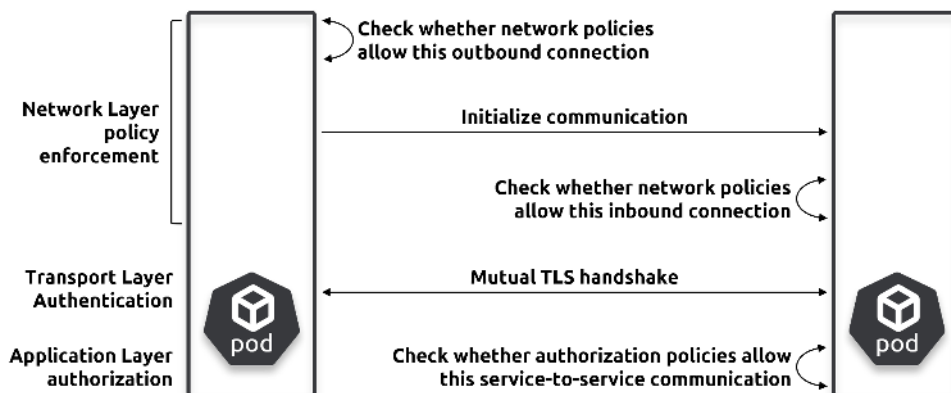 Check whether network policies
allow this outbound connection
Network Layer
policy
enforcement
Initialize communication
Check whether network policies
allow this inbound connection
Transport Layer
Authentication
Mutual TLS handshake
pod
pod
Application Layer
authorization
Check whether authorization policies allow
this service-to-service communication